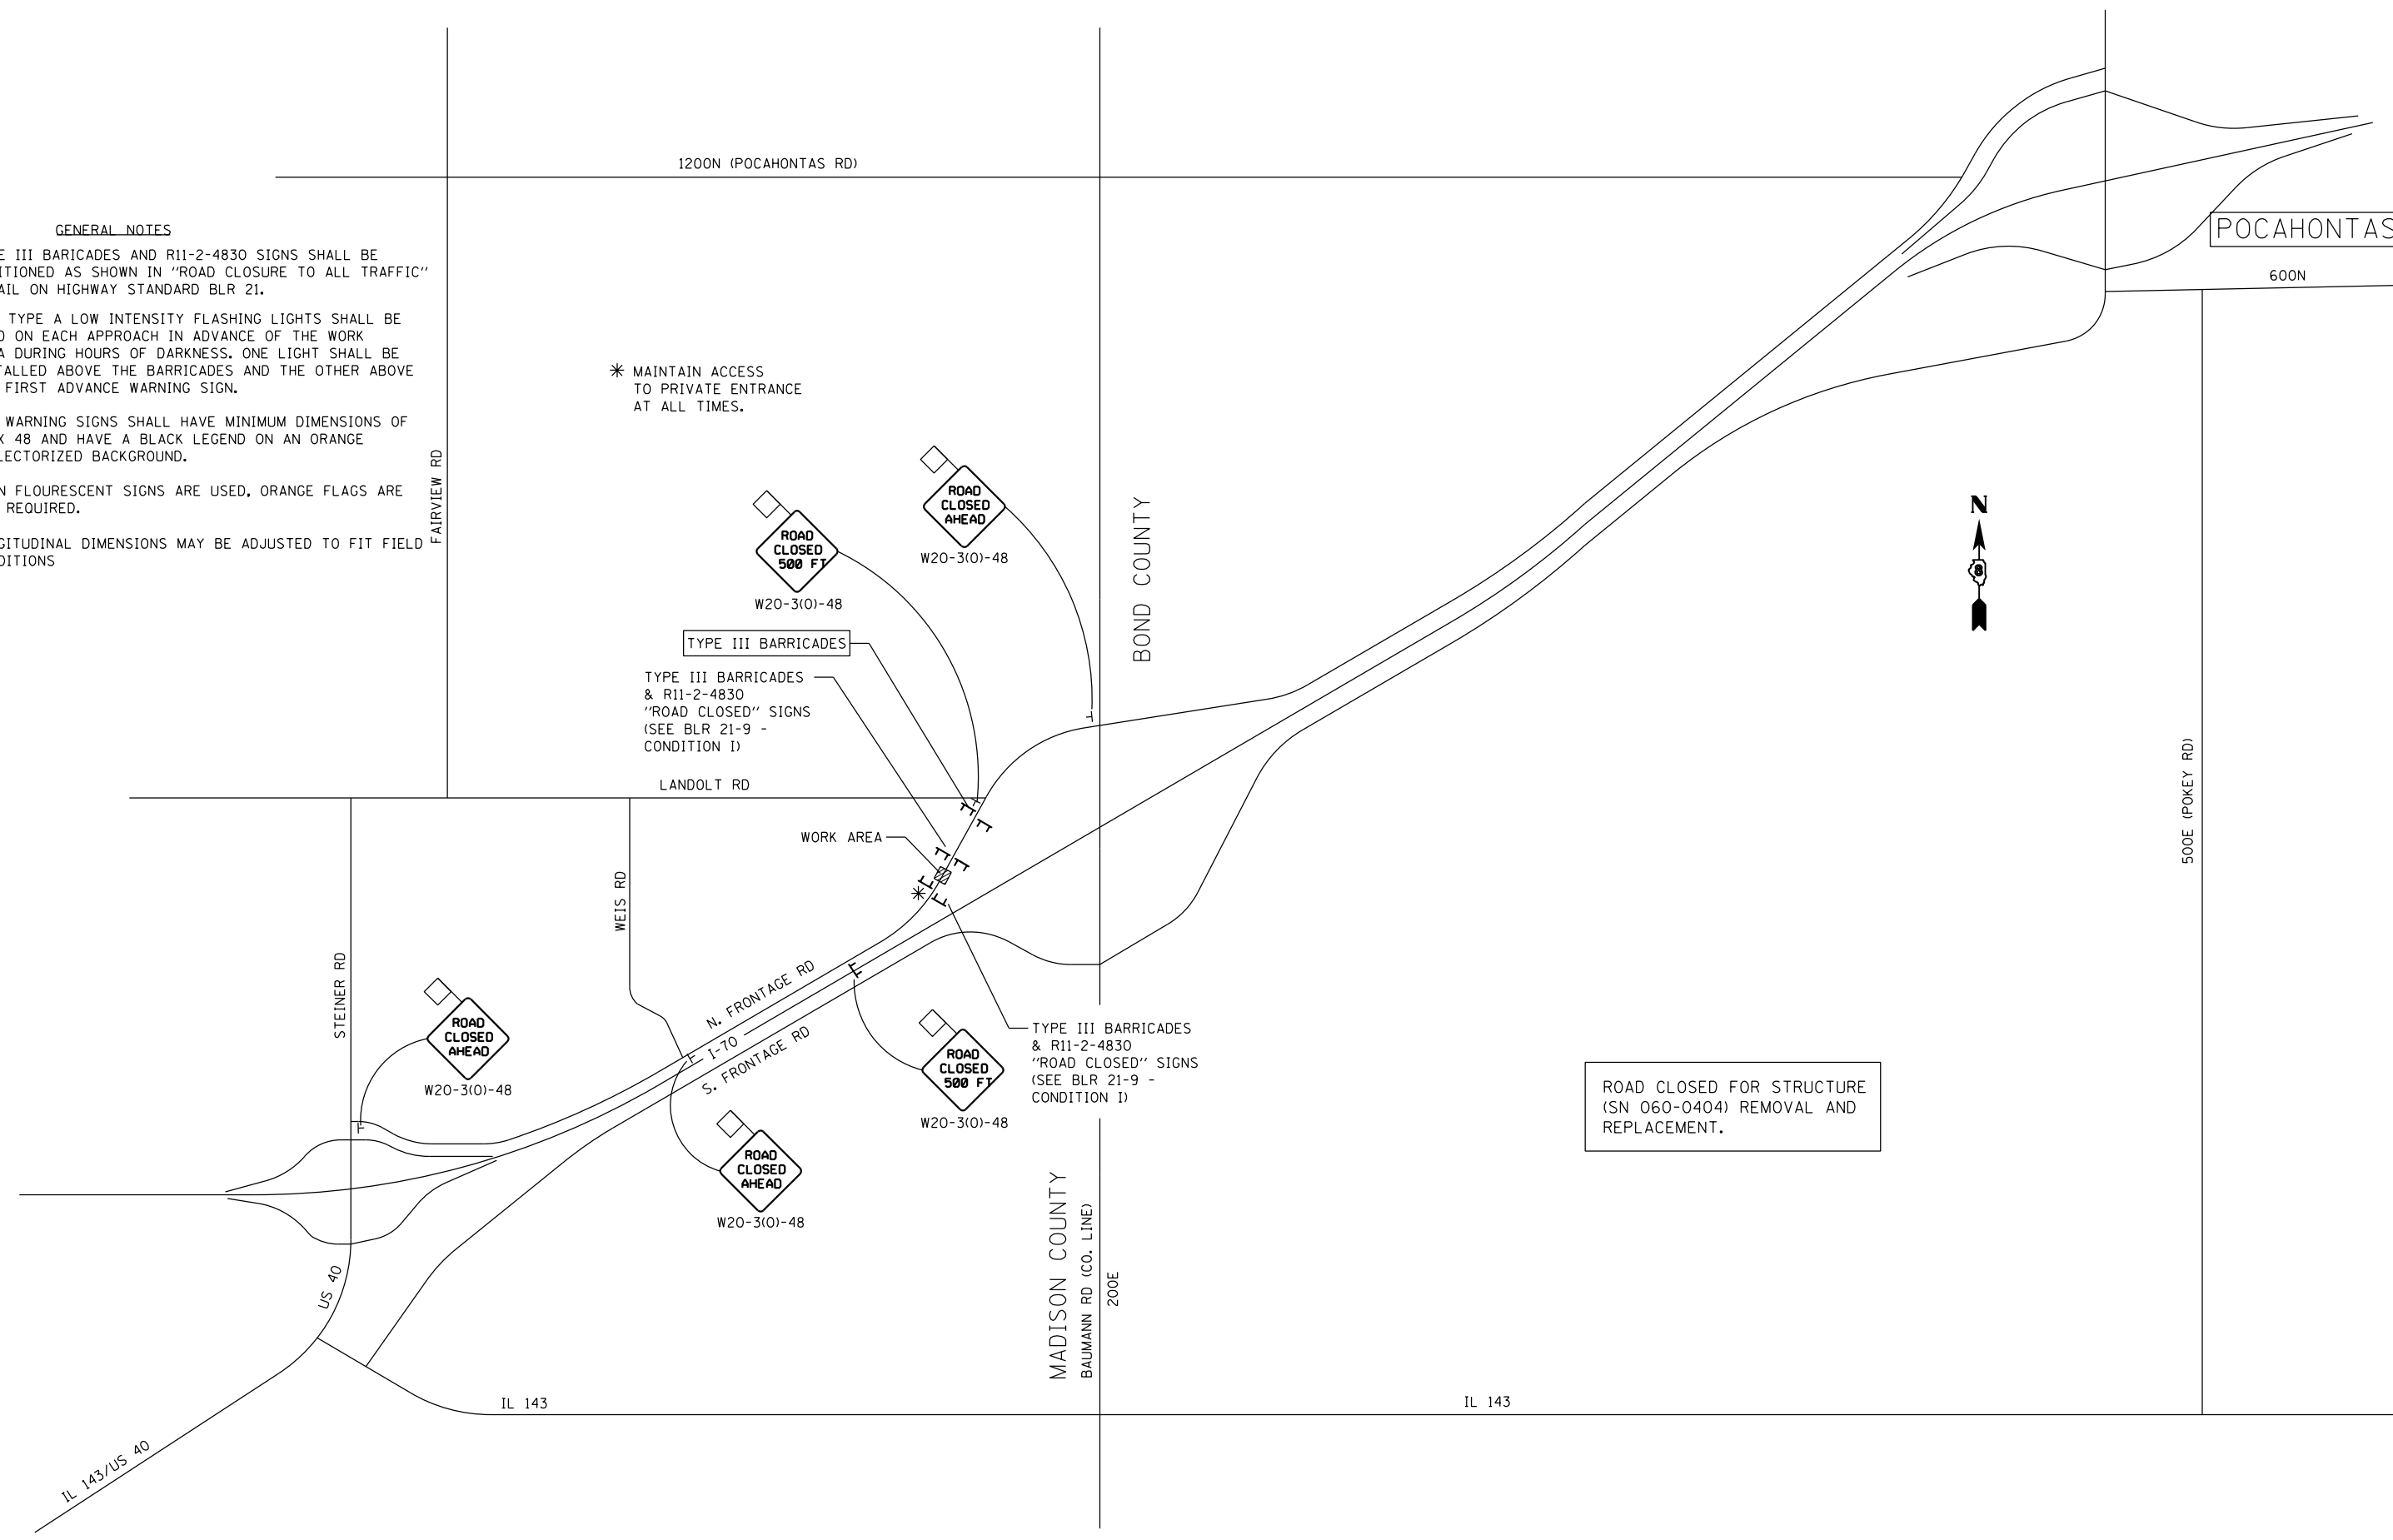 1200N (POCAHONTAS RD)
GENERAL NOTES
E III BARICADES AND R11-2-4830 SIGNS SHALL BE
ITIONED AS SHOWN IN "ROAD CLOSURE TO ALL TRAFFIC"
AIL ON HIGHWAY STANDARD BLR 21.
TYPE A LOW INTENSITY FLASHING LIGHTS SHALL BE
D ON EACH APPROACH IN ADVANCE OF THE WORK
A DURING HOURS OF DARKNESS. ONE LIGHT SHALL BE
TALLED ABOVE THE BARRICADES AND THE OTHER ABOVE
FIRST ADVANCE WARNING SIGN.
WARNING SIGNS SHALL HAVE MINIMUM DIMENSIONS OF
X 48 AND HAVE A BLACK LEGEND ON AN ORANGE
LECTORIZED BACKGROUND.
N FLOURESCENT SIGNS ARE USED, ORANGE FLAGS ARE
REQUIRED.
GITUDINAL DIMENSIONS MAY BE ADJUSTED TO FIT FIELD
DITIONS
FAIRVIEW RD
✳ MAINTAIN ACCESS
TO PRIVATE ENTRANCE
AT ALL TIMES.
POCAHONTAS
600N
ROAD
CLOSED
AHEAD
W20-3(O)-48
ROAD
CLOSED
500 FT
W20-3(O)-48
BOND COUNTY
N
8
TYPE III BARRICADES
TYPE III BARRICADES
& R11-2-4830
"ROAD CLOSED" SIGNS
(SEE BLR 21-9 -
CONDITION I)
LANDOLT RD
WORK AREA
500E (POKEY RD)
WEIS RD
STEINER RD
N. FRONTAGE RD
I-70
S. FRONTAGE RD
ROAD
CLOSED
AHEAD
W20-3(O)-48
ROAD
CLOSED
500 FT
W20-3(O)-48
TYPE III BARRICADES
& R11-2-4830
"ROAD CLOSED" SIGNS
(SEE BLR 21-9 -
CONDITION I)
ROAD CLOSED FOR STRUCTURE
(SN 060-0404) REMOVAL AND
REPLACEMENT.
ROAD
CLOSED
AHEAD
W20-3(O)-48
MADISON COUNTY
BAUMANN RD (CO. LINE)
200E
US 40
IL 143
IL 143
IL 143/US 40